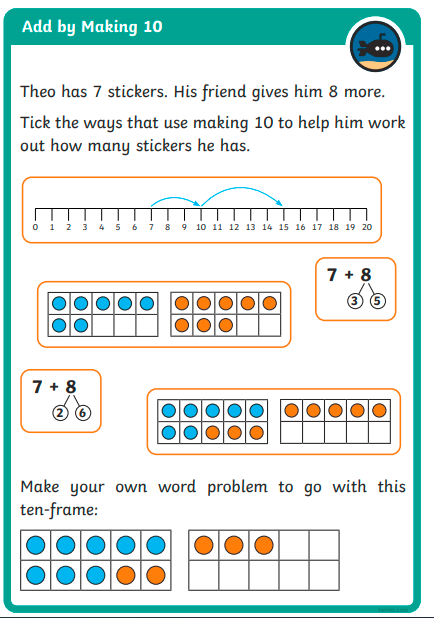 Add by Making 10
Theo has 7 stickers. His friend gives him 8 more.
Tick the ways that use making 10 to help him work
out how many stickers he has.
0 1 2 3 4 5 6 7 8 9 10 11 12 13 14 15 16 17 18 19 20
7 + 8
3 5
7 + 8
2 6
Make your own word problem to go with this
ten-frame: